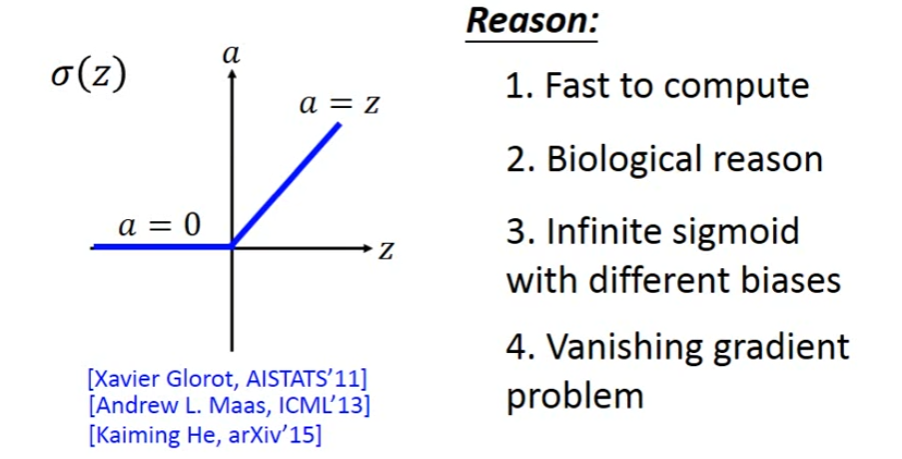 σ(z)
a
a = z
a = 0
z
[Xavier Glorot, AISTATS'11]
[Andrew L. Maas, ICML'13]
[Kaiming He, arXiv'15]
Reason:
1. Fast to compute
2. Biological reason
3. Infinite sigmoid
with different biases
4. Vanishing gradient
problem